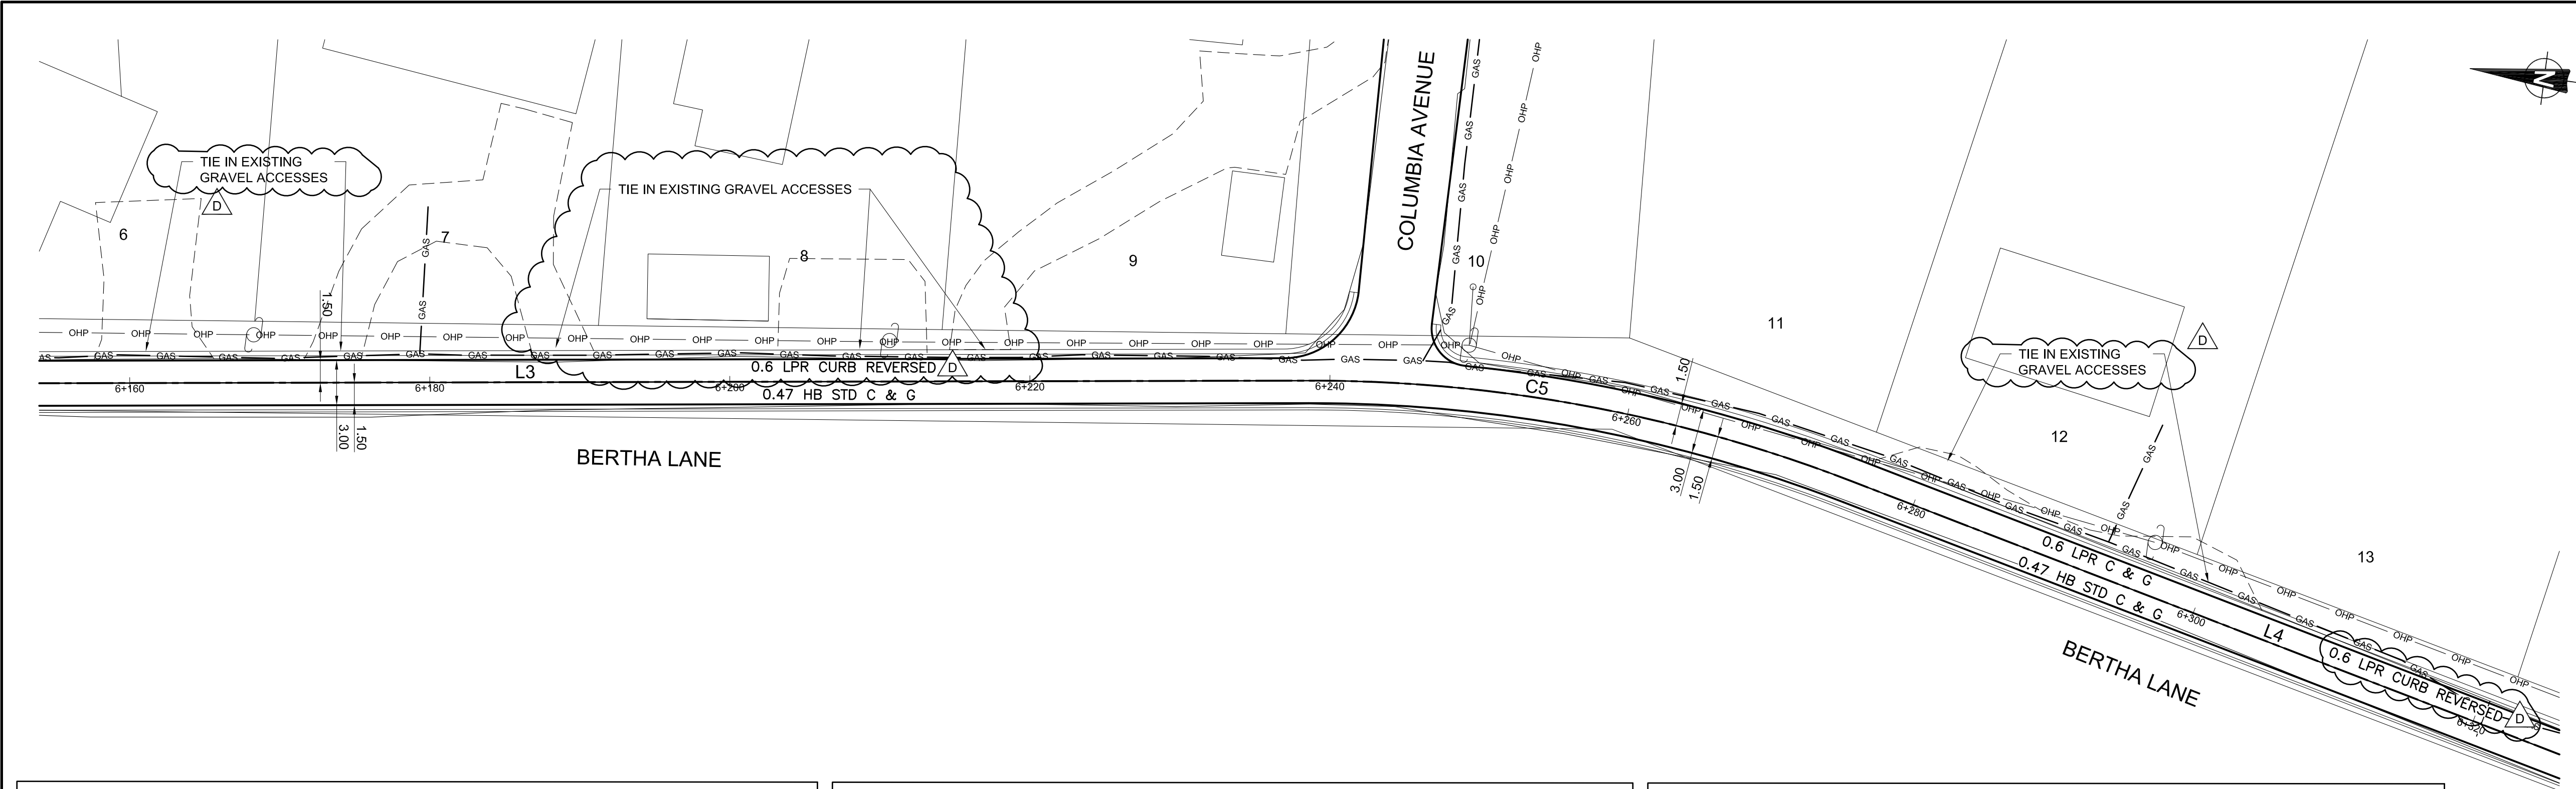 N
COLUMBIA AVENUE
TIE IN EXISTING
GRAVEL ACCESSES
D
TIE IN EXISTING GRAVEL ACCESSES
6
7
8
9
10
11
12
13
TIE IN EXISTING
GRAVEL ACCESSES
D
1.50
OHP
GAS
L3
0.6 LPR CURB REVERSED
D
6+160
6+180
6+200
6+220
6+240
0.47 HB STD C & G
3.00
1.50
BERTHA LANE
C5
1.50
6+260
3.00
1.50
6+280
0.6 LPR C & G
0.47 HB STD C & G
6+300
L4
BERTHA LANE
0.6 LPR CURB REVERSED
D
6+320